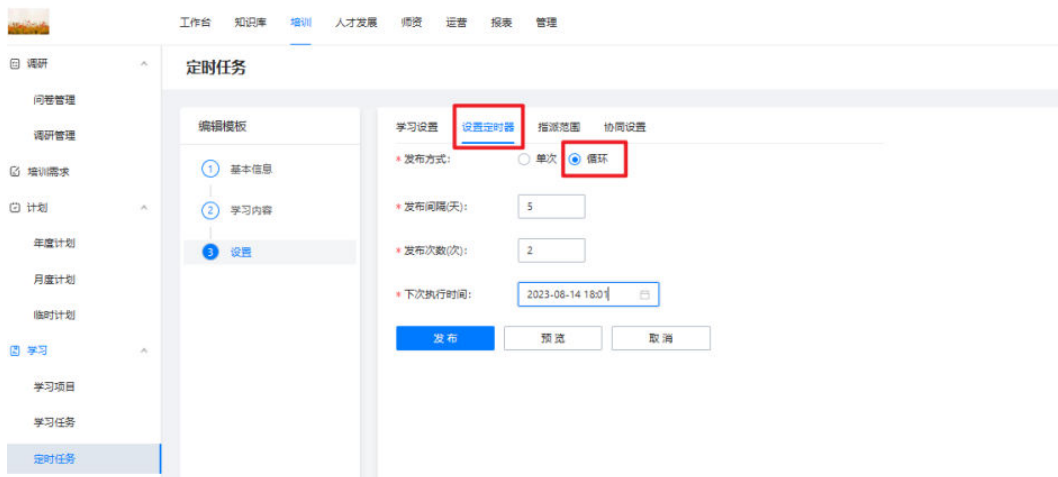 工作台 知识库 培训 人才发展 师资 运营 报表 管理
调研
问卷管理
调研管理
培训需求
计划
年度计划
月度计划
临时计划
学习
学习项目
学习任务
定时任务
定时任务
编辑模板
1 基本信息
2 学习内容
3 设置
学习设置 设置定时器 指派范围 协同设置
* 发布方式: 单次 循环
* 发布间隔(天): 5
* 发布次数(次): 2
* 下次执行时间: 2023-08-14 18:01
发布 预览 取消